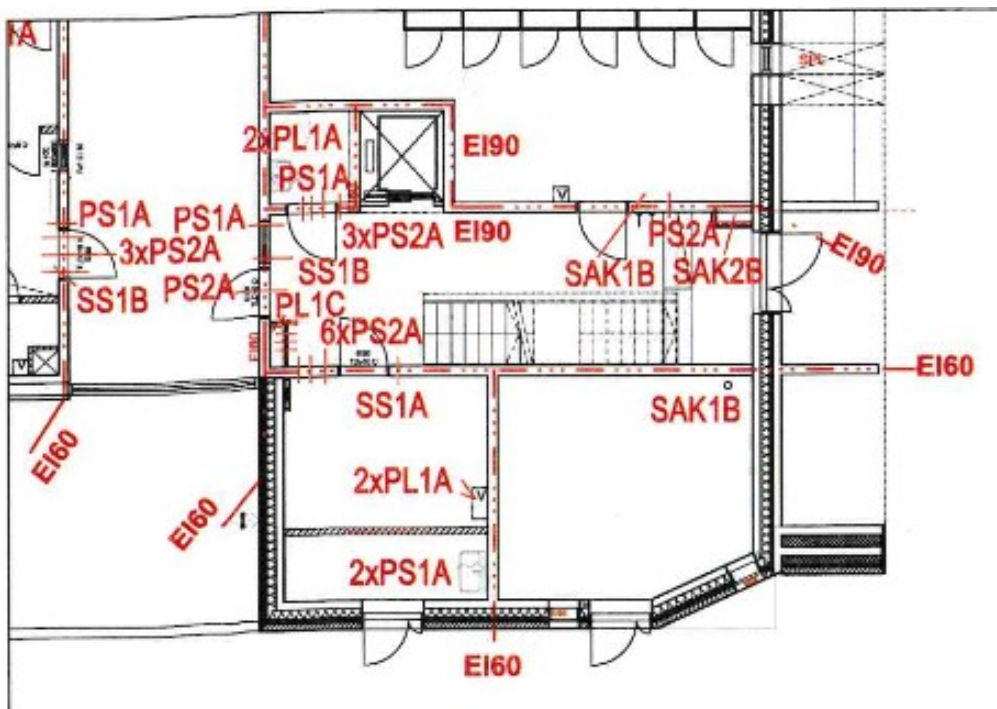 2xPL1A
EI90
PS1A
V
PS1A
PS1A
3xPS2A
EI90
PS2A
EI90
3xPS2A
SS1B
SAK1B
SAK2B
SS1B
PS2A
PL1C
6xPS2A
EI60
V
SS1A
SAK1B
EI60
EI60
2xPL1A
V
2xPS1A
EI60